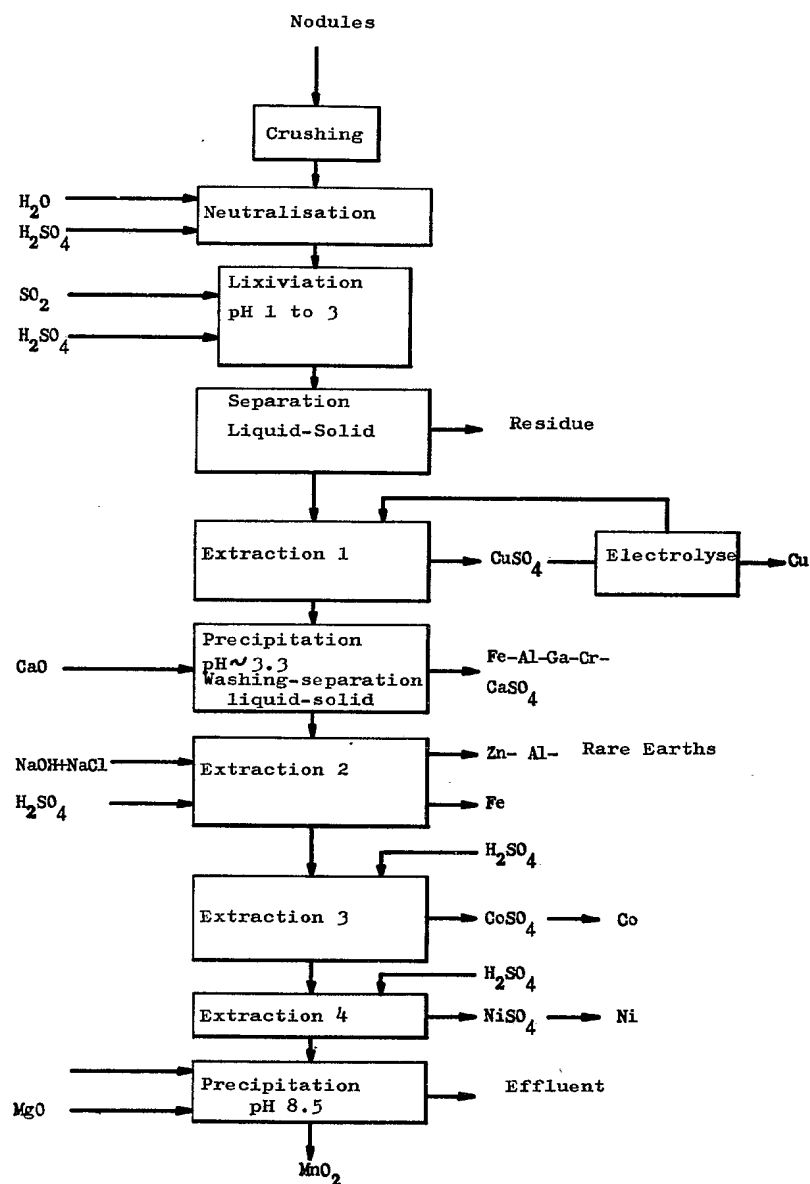 Nodules
Crushing
H₂O
Neutralisation
H₂SO₄
Lixiviation
SO₂
pH 1 to 3
H₂SO₄
Separation
Liquid-Solid
Residue
Extraction 1
CuSO₄
Electrolyse
Cu
Precipitation
pH~3.3
CaO
Washing-separation
liquid-solid
Fe-Al-Ga-Cr-
CaSO₄
NaOH+NaCl
Extraction 2
Zn- Al- Rare Earths
H₂SO₄
Fe
H₂SO₄
Extraction 3
CoSO₄
Co
H₂SO₄
Extraction 4
NiSO₄
Ni
Precipitation
pH 8.5
Effluent
MgO
MnO₂